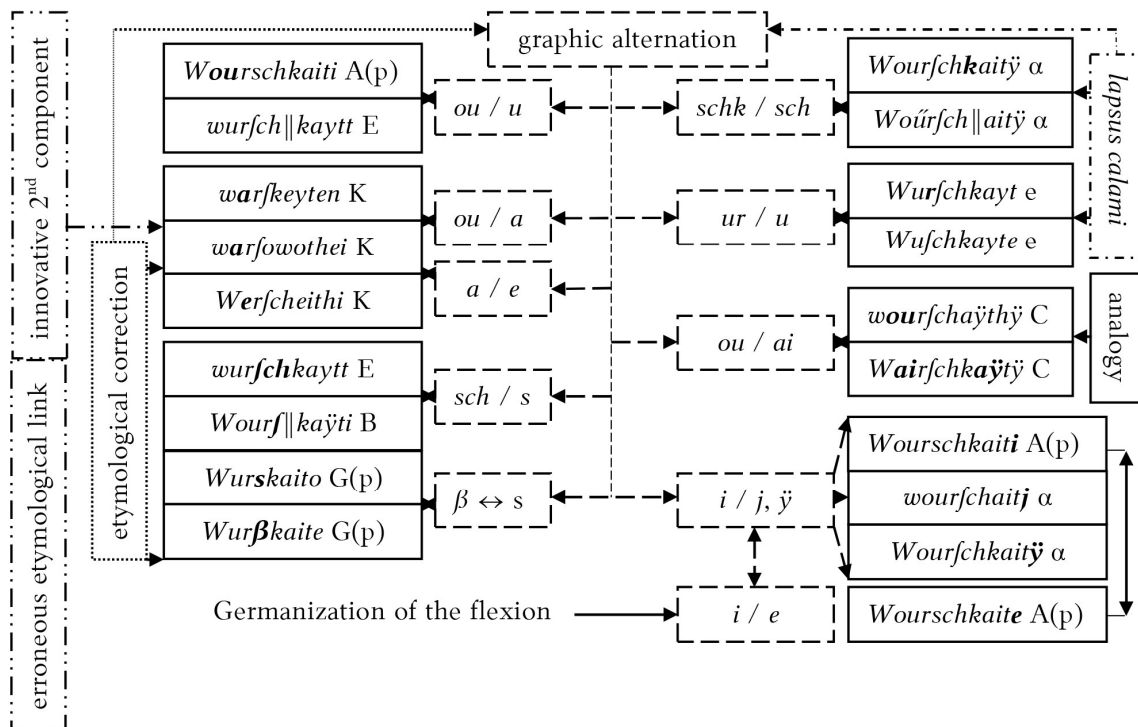 graphic alternation
innovative 2nd component
erroneous etymological link
etymological correction
Wourschkaiti A(p)
wurſch‖kaytt E
ou / u
warſkeyten K
warſowothei K
Werſcheithi K
ou / a
a / e
wurſchkaytt E
Wourſ‖kaÿti B
Wurskaito G(p)
Wurβkaite G(p)
sch / s
β ↔ s
Germanization of the flexion
schk / sch
Wourſchkaitÿ α
Woűrſch‖aitÿ α
lapsus calami
ur / u
Wurſchkayt e
Wuſchkayte e
ou / ai
wourſchaÿthÿ C
Wairſchkaÿtÿ C
analogy
i / j, ÿ
Wourschkaiti A(p)
wourſchaitj α
Wourſchkaitÿ α
i / e
Wourschkaite A(p)